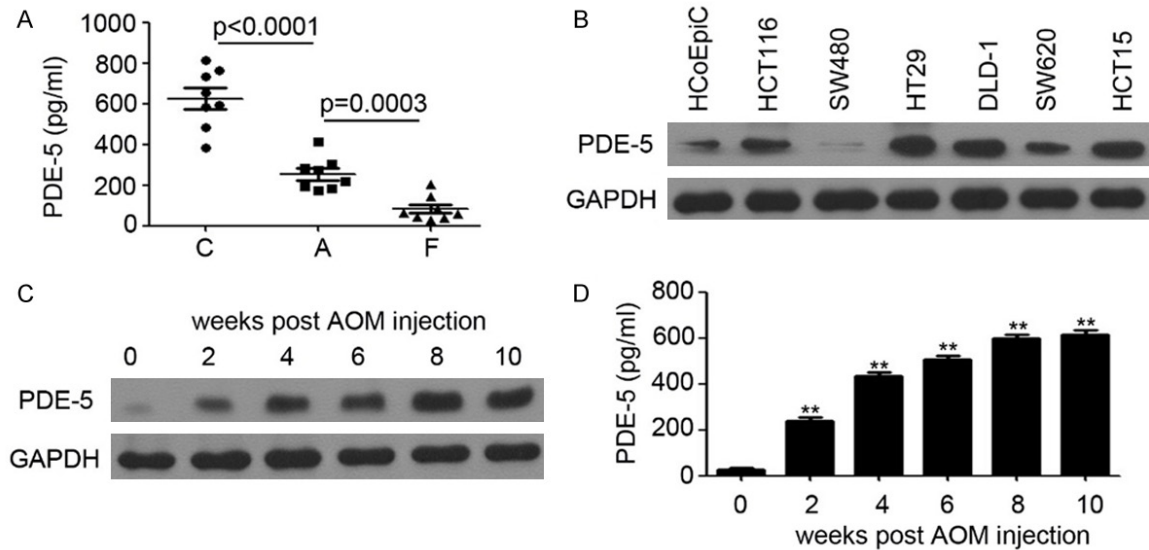 A
1000
800
600
400
200
0
PDE-5 (pg/ml)
p<0.0001
p=0.0003
C A F
B
HCoEpiC HCT116 SW480 HT29 DLD-1 SW620 HCT15
PDE-5
GAPDH
C
weeks post AOM injection
0 2 4 6 8 10
PDE-5
GAPDH
D
800
600
400
200
0
PDE-5 (pg/ml)
** ** ** ** **
0 2 4 6 8 10
weeks post AOM injection